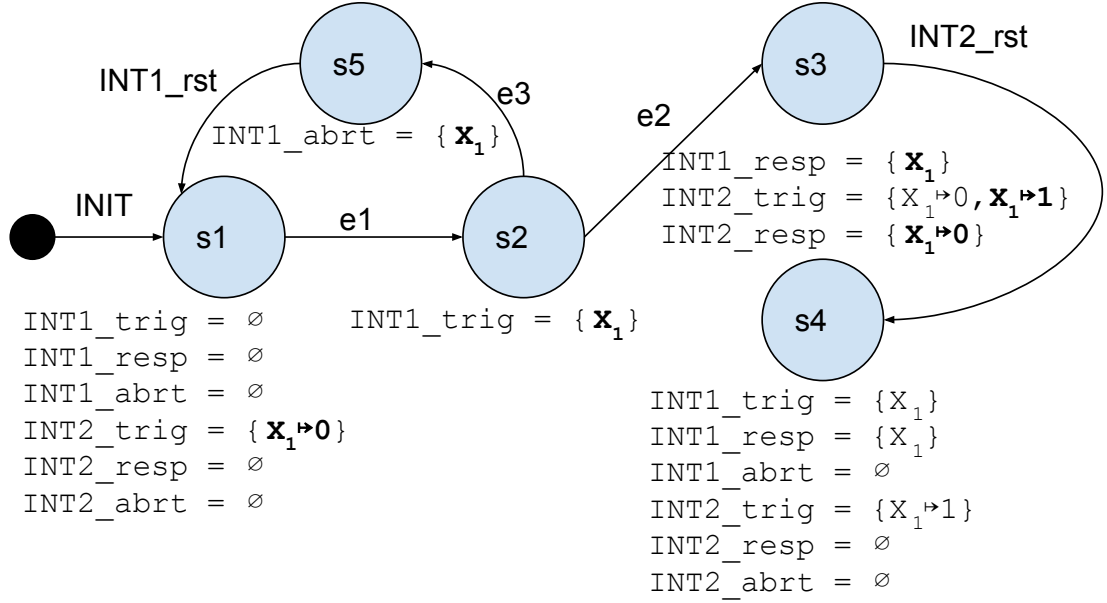 s5
s3
INT2_rst
INT1_rst
e3
e2
INT1_abrt = {X₁}
INT1_resp = {X₁}
INT2_trig = {X₁↦0,X₁↦1}
INT2_resp = {X₁↦0}
INIT
s1
e1
s2
s4
INT1_trig = ∅
INT1_resp = ∅
INT1_abrt = ∅
INT2_trig = {X₁↦0}
INT2_resp = ∅
INT2_abrt = ∅
INT1_trig = {X₁}
INT1_trig = {X₁}
INT1_resp = {X₁}
INT1_abrt = ∅
INT2_trig = {X₁↦1}
INT2_resp = ∅
INT2_abrt = ∅